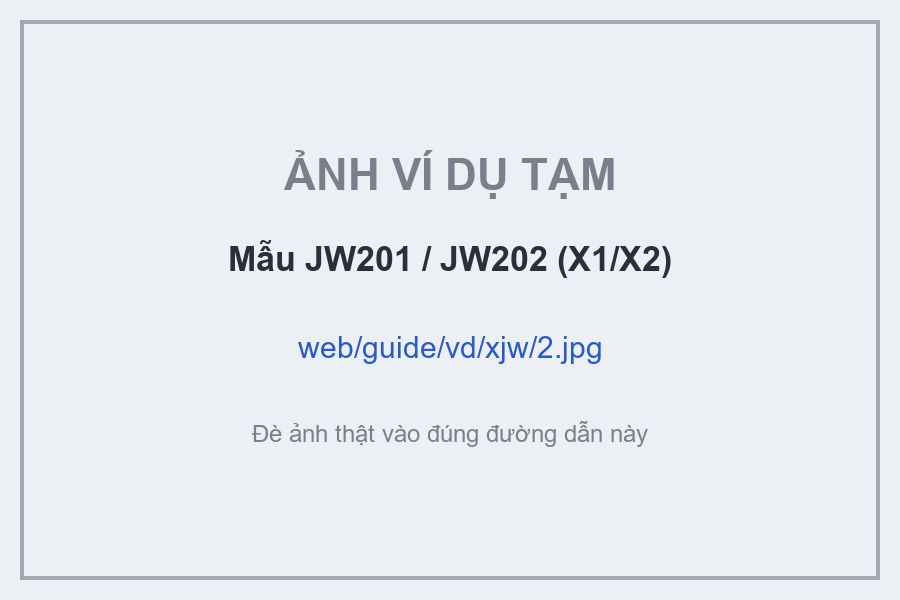 ẢNH VÍ DỤ TẠM
Mẫu JW201 / JW202 (X1/X2)
web/guide/vd/xjw/2.jpg
Đè ảnh thật vào đúng đường dẫn này